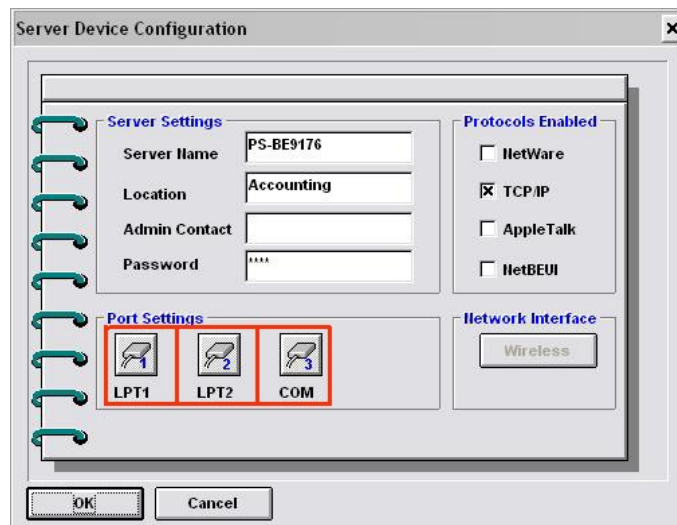 Server Device Configuration
Server Settings
Server Name PS-BE9176
Location Accounting
Admin Contact
Password ****
Protocols Enabled
NetWare
TCP/IP
AppleTalk
NetBEUI
Port Settings
1 2 3
LPT1 LPT2 COM
Network Interface
Wireless
OK Cancel